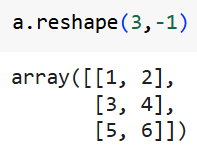 a.reshape(3,-1)
array([[1, 2],
       [3, 4],
       [5, 6]])